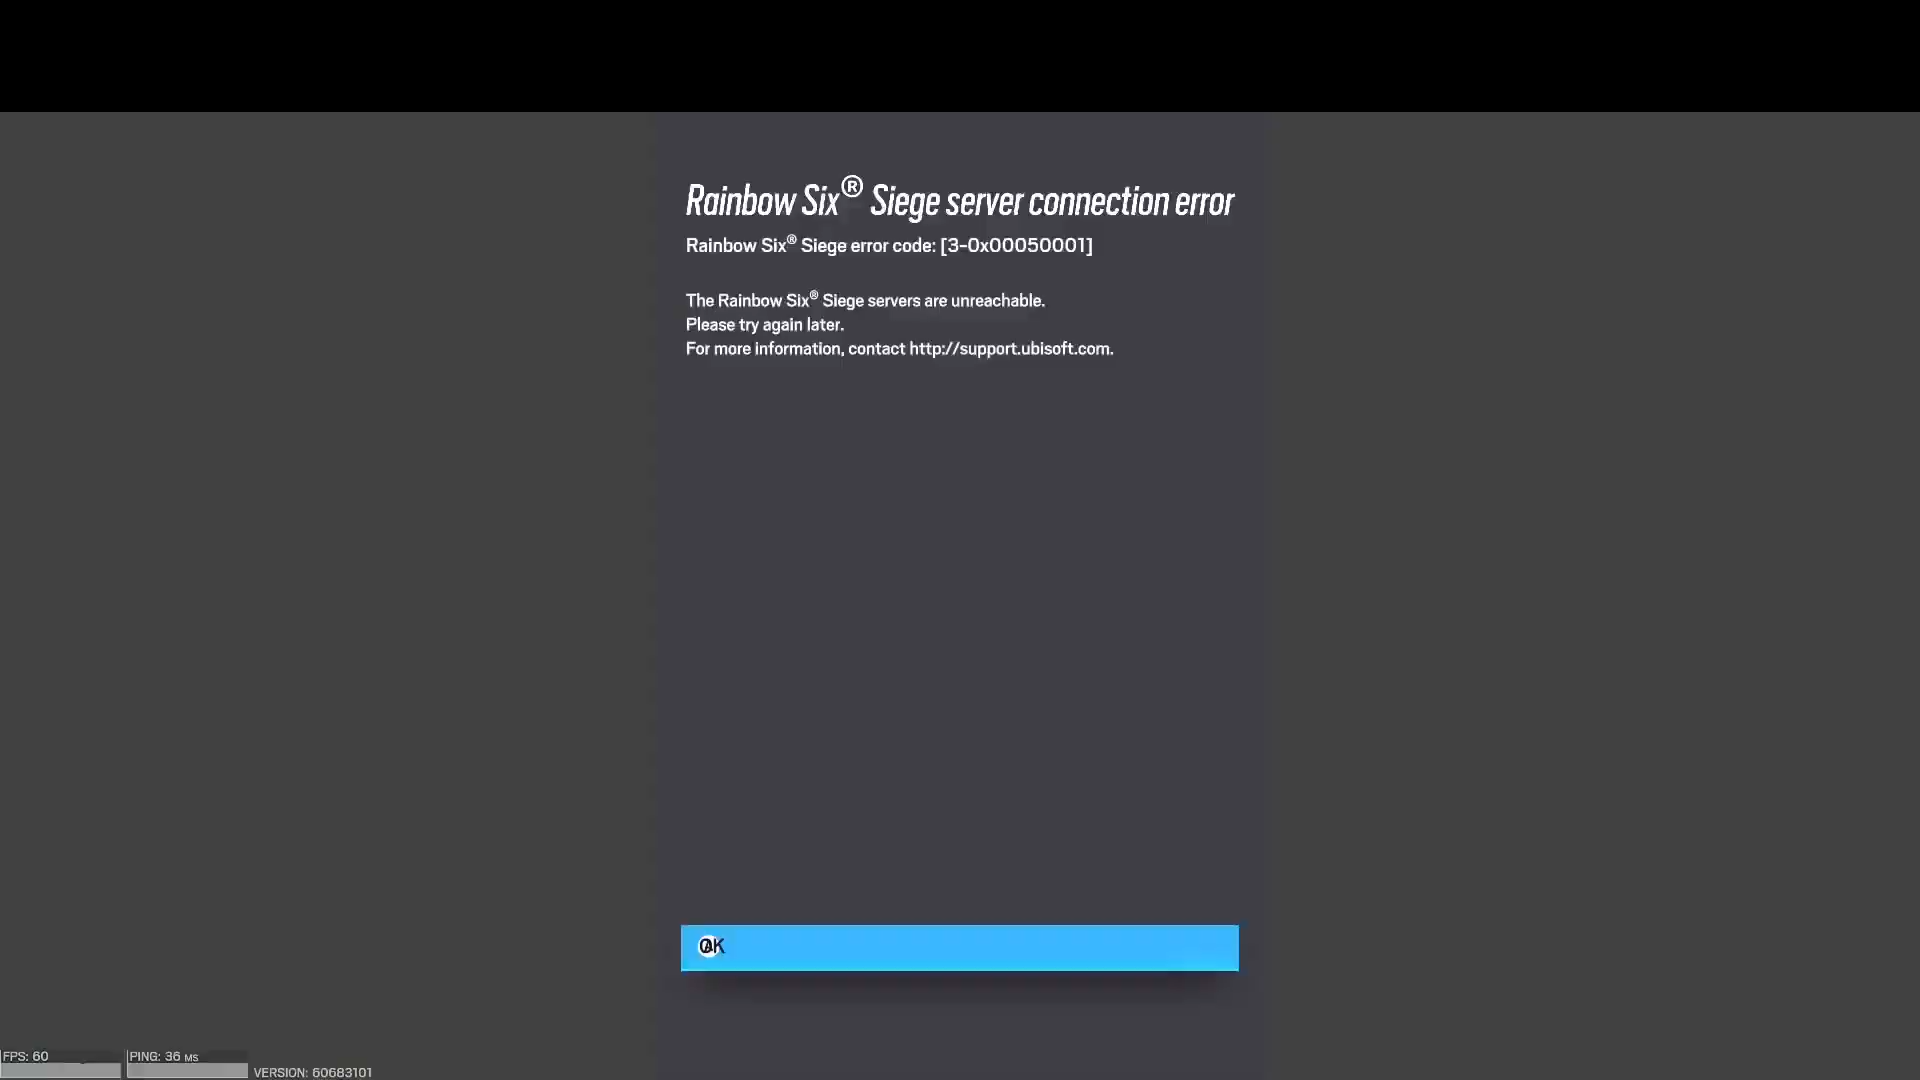 Rainbow Six® Siege server connection error
Rainbow Six® Siege error code: [3-0x00050001]
The Rainbow Six® Siege servers are unreachable.
Please try again later.
For more information, contact http://support.ubisoft.com.
OK
FPS: 60
PING: 36 MS
VERSION: 60683101